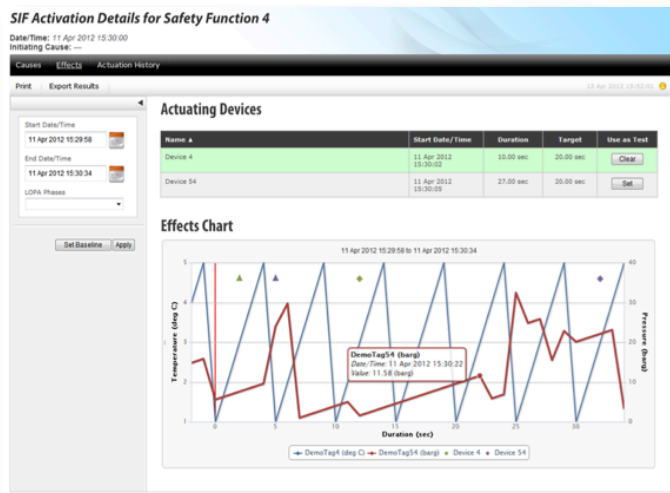 SIF Activation Details for Safety Function 4
Date/Time: 11 Apr 2012 15:30:00
Initiating Cause: ---
Causes Effects Actuation History
Print Export Results 12 Apr 2012 15:52:01
Start Date/Time
11 Apr 2012 15:29:58
End Date/Time
11 Apr 2012 15:30:34
LOPA Phases
Set Baseline Apply
Actuating Devices
Name ▲ Start Date/Time Duration Target Use as Test
Device 4 11 Apr 2012 15:30:02 10.00 sec 20.00 sec Clear
Device 54 11 Apr 2012 15:30:05 27.00 sec 20.00 sec Set
Effects Chart
11 Apr 2012 15:29:58 to 11 Apr 2012 15:30:34
5 40
4 30
3 20
2 10
1 0
Temperature (deg C)
Pressure (barg)
DemoTag54 (barg)
Date/Time: 11 Apr 2012 15:30:22
Value: 11.58 (barg)
0 5 10 15 20 25 30
Duration (sec)
DemoTag4 (deg C) DemoTag54 (barg) Device 4 Device 54